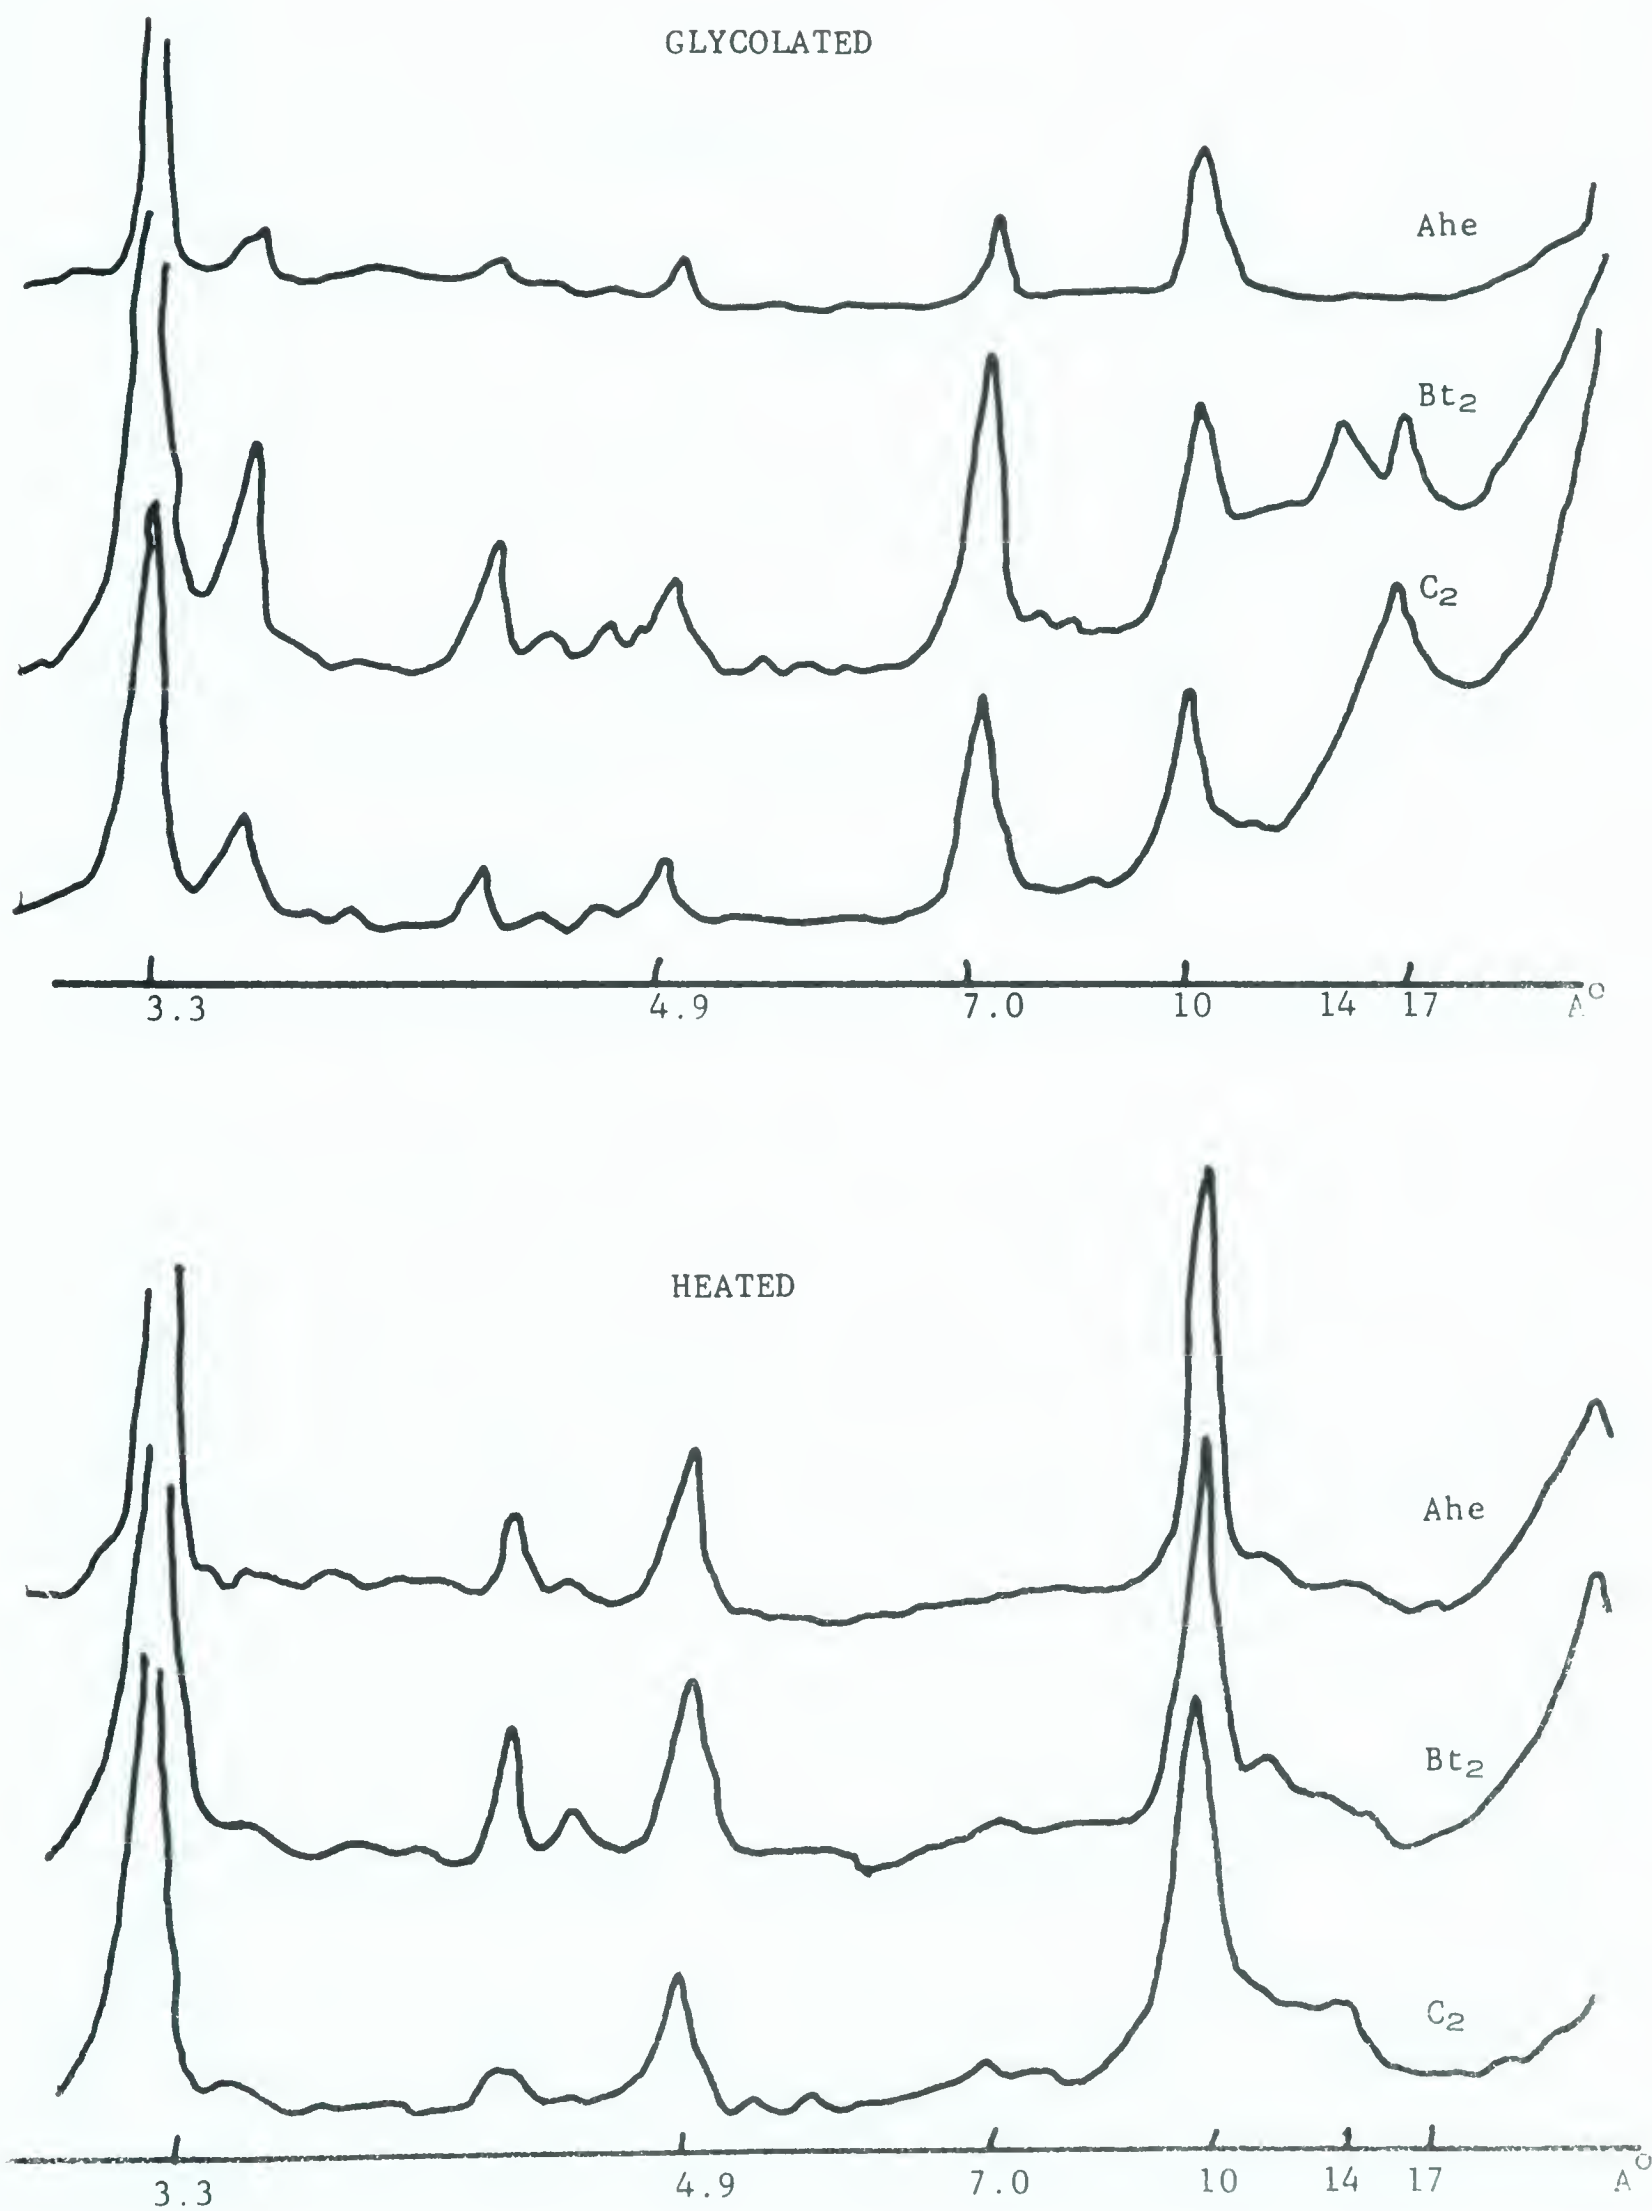 GLYCOLATED
Ahe
Bt₂
C₂
3.3 4.9 7.0 10 14 17 A°
HEATED
Ahe
Bt₂
C₂
3.3 4.9 7.0 10 14 17 A°